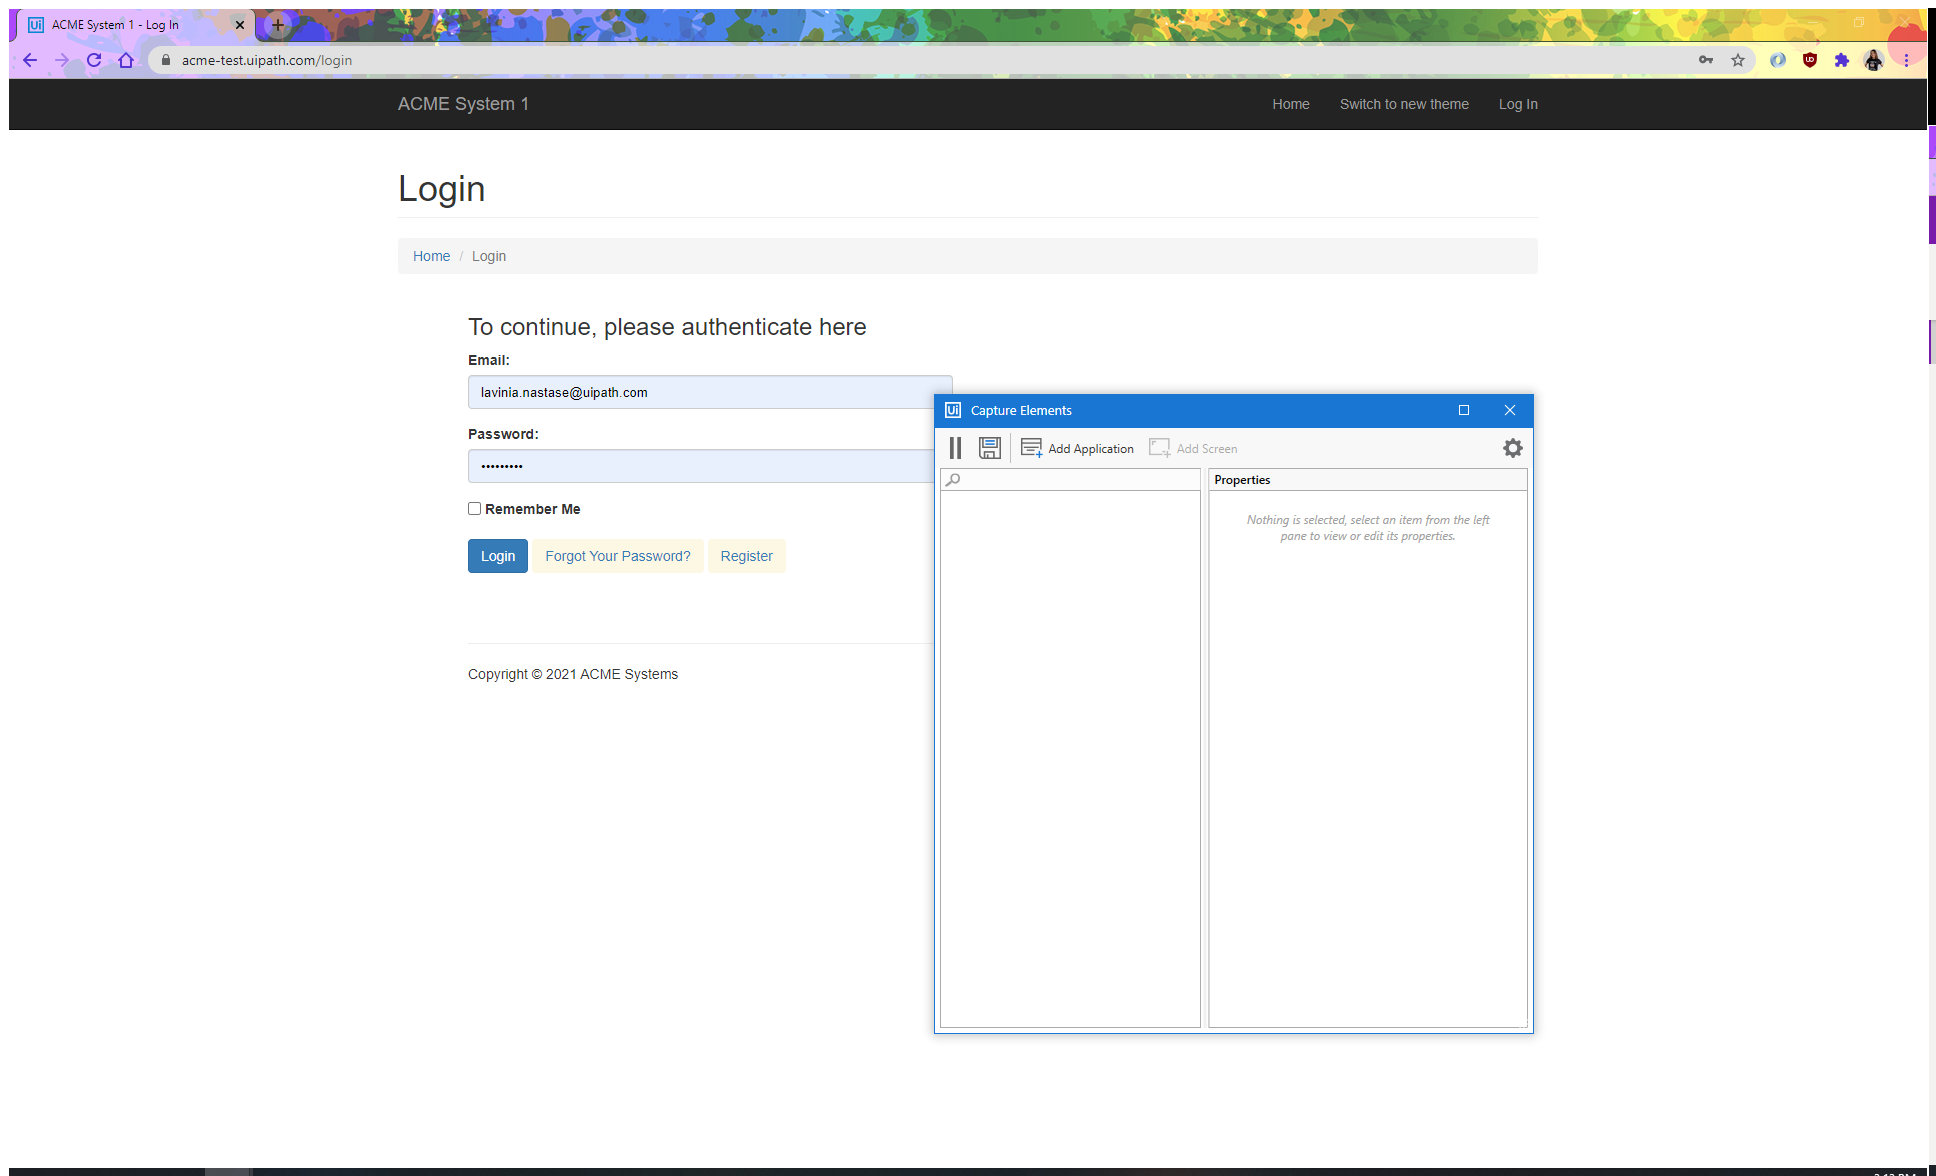 Ui ACME System 1 - Log In
acme-test.uipath.com/login
ACME System 1 Home Switch to new theme Log In
Login
Home / Login
To continue, please authenticate here
Email:
lavinia.nastase@uipath.com
Ui Capture Elements
Password:
Add Application Add Screen
Properties
Remember Me
Nothing is selected, select an item from the left
pane to view or edit its properties.
Login Forgot Your Password? Register
Copyright © 2021 ACME Systems